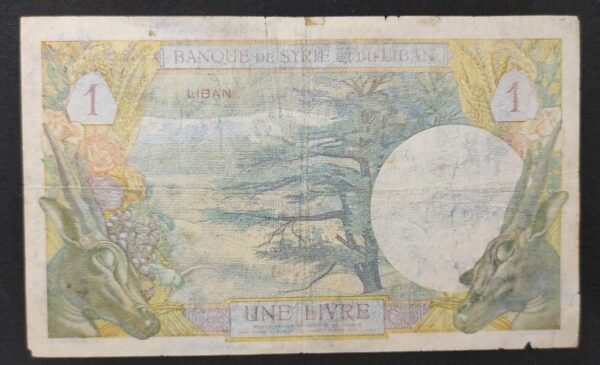 BANQUE DE SYRIE ET DU LIBAN
1 1
LIBAN
UNE LIVRE